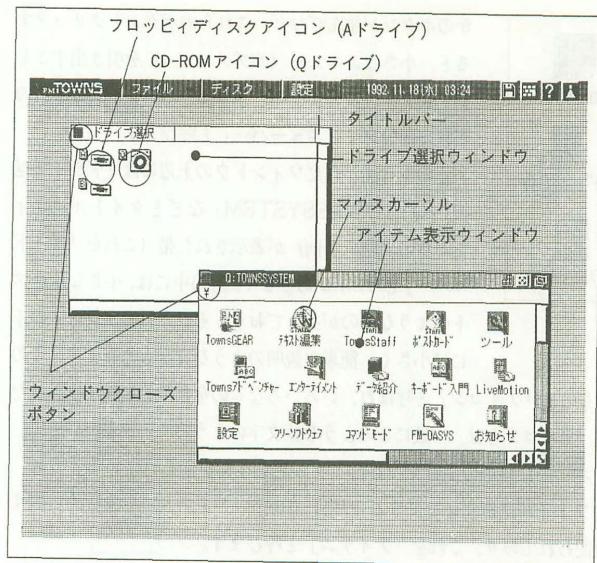 フロッピィディスクアイコン (Aドライブ)
CD-ROMアイコン (Qドライブ)
FMTOWNS ファイル ディスク 設定 1992.11.18(水) 03:24 ?
タイトルバー
ドライブ選択
ドライブ選択ウィンドウ
マウスカーソル
アイテム表示ウィンドウ
Q:TOWNSSYSTEM
¥
TownsGEAR テキスト編集 TownsStaff ポストカード ツール
Townsアドベンチャー エンターテイメント データ紹介 キーボード入門 LiveMotion
設定 フリーソフトウェア コマンドモード FM-OASYS お知らせ
ウィンドウクローズ
ボタン